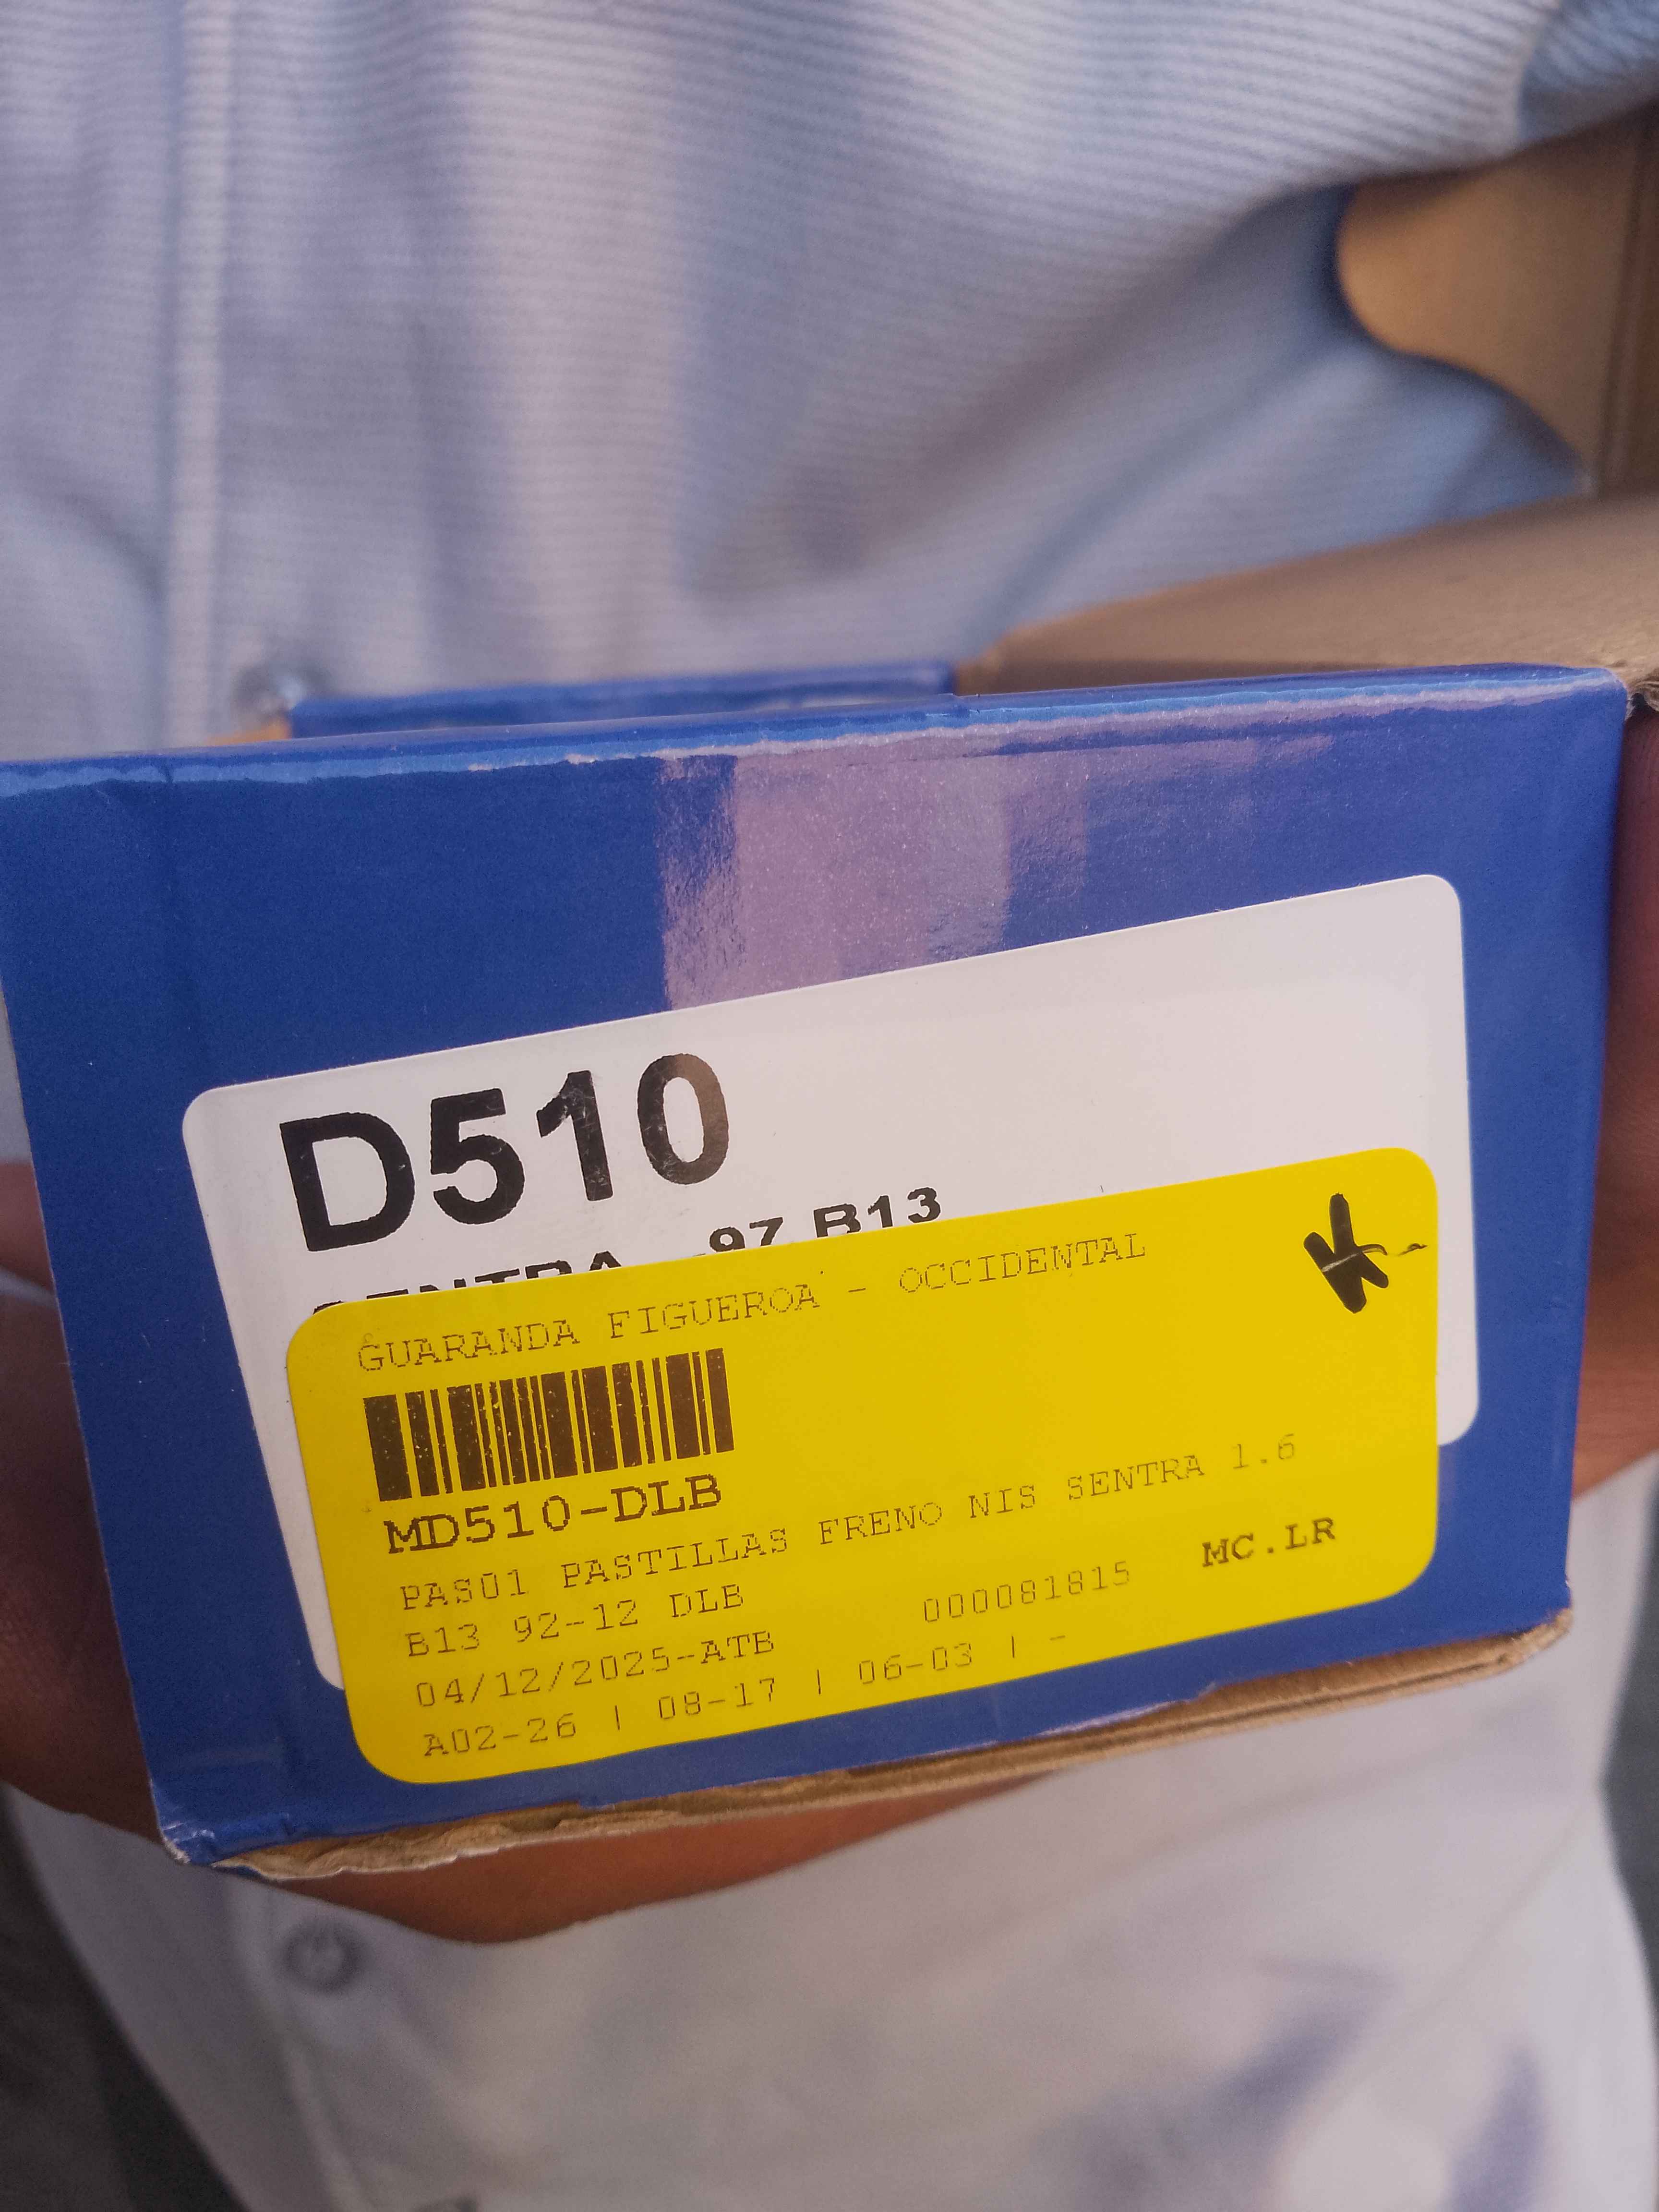 D510
SENTRA -97 B13
GUARANDA FIGUEROA - OCCIDENTAL
K
MD510-DLB
PAS01 PASTILLAS FRENO NIS SENTRA 1.6
B13 92-12 DLB
000081815 MC.LR
04/12/2025-ATB
A02-26 | 08-17 | 06-03 | -